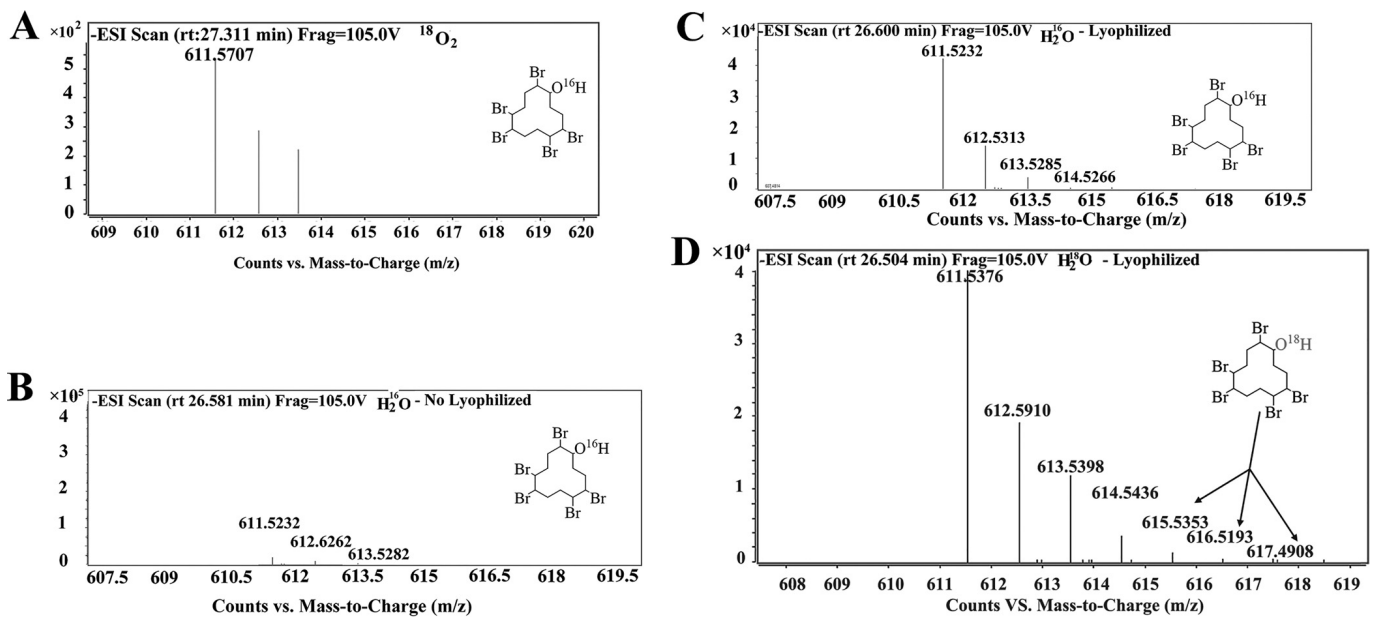 A
×10²
-ESI Scan (rt:27.311 min) Frag=105.0V ¹⁸O₂
611.5707
5
4
3
2
1
0
Br
O¹⁶H
Br
Br
Br
Br
609 610 611 612 613 614 615 616 617 618 619 620
Counts vs. Mass-to-Charge (m/z)
B
×10⁵
-ESI Scan (rt 26.581 min) Frag=105.0V H₂¹⁶O - No Lyophilized
4
3
2
1
0
611.5232
612.6262
613.5282
Br
O¹⁶H
Br
Br
Br
Br
607.5 609 610.5 612 613.5 615 616.5 618 619.5
Counts vs. Mass-to-Charge (m/z)
C
×10⁴
-ESI Scan (rt 26.600 min) Frag=105.0V H₂¹⁶O - Lyophilized
611.5232
4
3
2
1
0
612.5313
613.5285
614.5266
Br
O¹⁶H
Br
Br
Br
Br
607.5 609 610.5 612 613.5 615 616.5 618 619.5
Counts vs. Mass-to-Charge (m/z)
D
×10⁴
-ESI Scan (rt 26.504 min) Frag=105.0V H₂¹⁸O - Lyophilized
611.5376
4
3
2
1
0
612.5910
613.5398
614.5436
615.5353
616.5193
617.4908
Br
O¹⁸H
Br
Br
Br
Br
608 609 610 611 612 613 614 615 616 617 618 619
Counts VS. Mass-to-Charge (m/z)